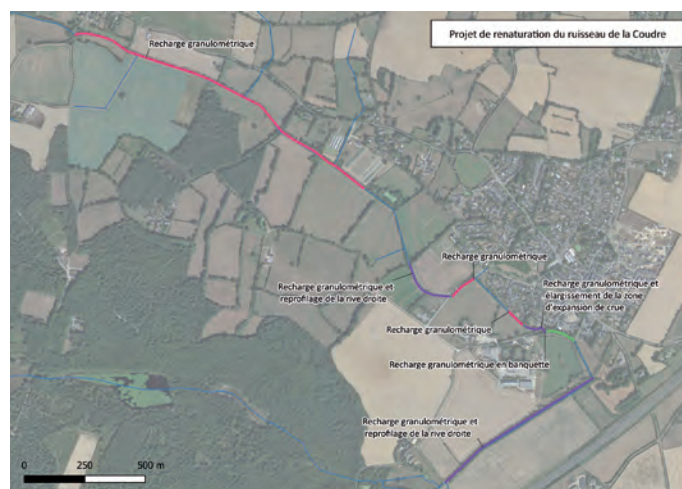 Projet de renaturation du ruisseau de la Coudre
Recharge granulométrique
Recharge granulométrique
Recharge granulométrique et
reprofilage de la rive droite
Recharge granulométrique et
élargissement de la zone
d'expansion de crue
Recharge granulométrique
Recharge granulométrique en banquette
Recharge granulométrique et
reprofilage de la rive droite
0 250 500 m